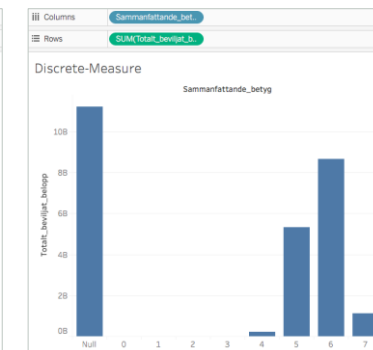 Columns
Sammanfattande_bet..
Rows
SUM(Totalt_beviljat_b..
Discrete-Measure
Sammanfattande_betyg
Totalt_beviljat_belopp
10B
8B
6B
4B
2B
0B
Null 0 1 2 3 4 5 6 7